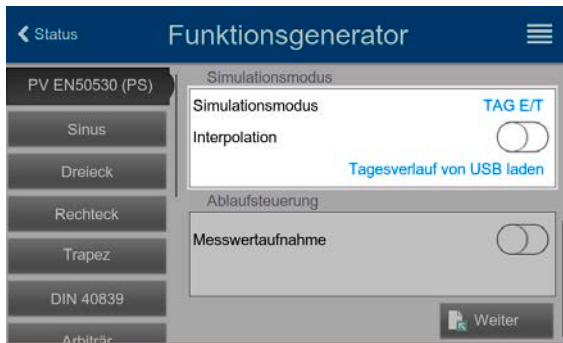 Status
Funktionsgenerator
PV EN50530 (PS)
Sinus
Dreieck
Rechteck
Trapez
DIN 40839
Arbiträr
Simulationsmodus
Simulationsmodus TAG E/T
Interpolation
Tagesverlauf von USB laden
Ablaufsteuerung
Messwertaufnahme
Weiter